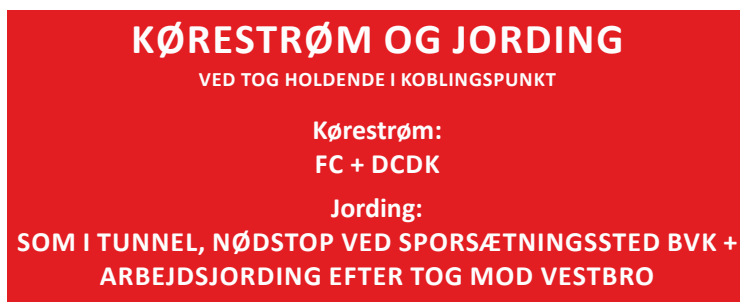 KØRESTRØM OG JORDING
VED TOG HOLDENDE I KOBLINGSPUNKT
Kørestrøm:
FC + DCDK
Jording:
SOM I TUNNEL, NØDSTOP VED SPORSÆTNINGSSTED BVK +
ARBEJDSJORDING EFTER TOG MOD VESTBRO